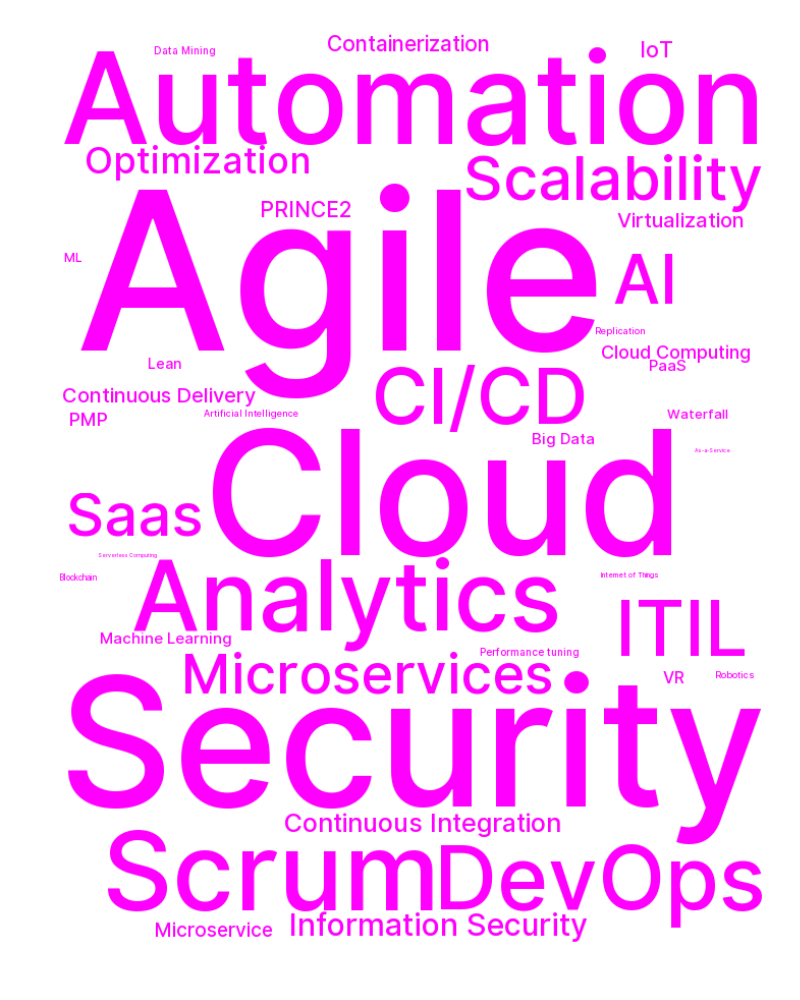 Data Mining
Containerization
IoT
Automation
Optimization
Scalability
PRINCE2
Virtualization
Agile
ML
AI
Replication
Cloud Computing
Lean
PaaS
Continuous Delivery
CI/CD
Artificial Intelligence
Waterfall
PMP
Big Data
As-a-Service
Cloud
Saas
Serverless Computing
Blockchain
Internet of Things
Analytics
ITIL
Machine Learning
Performance tuning
Microservices
VR
Robotics
Security
Continuous Integration
Scrum
DevOps
Microservice
Information Security